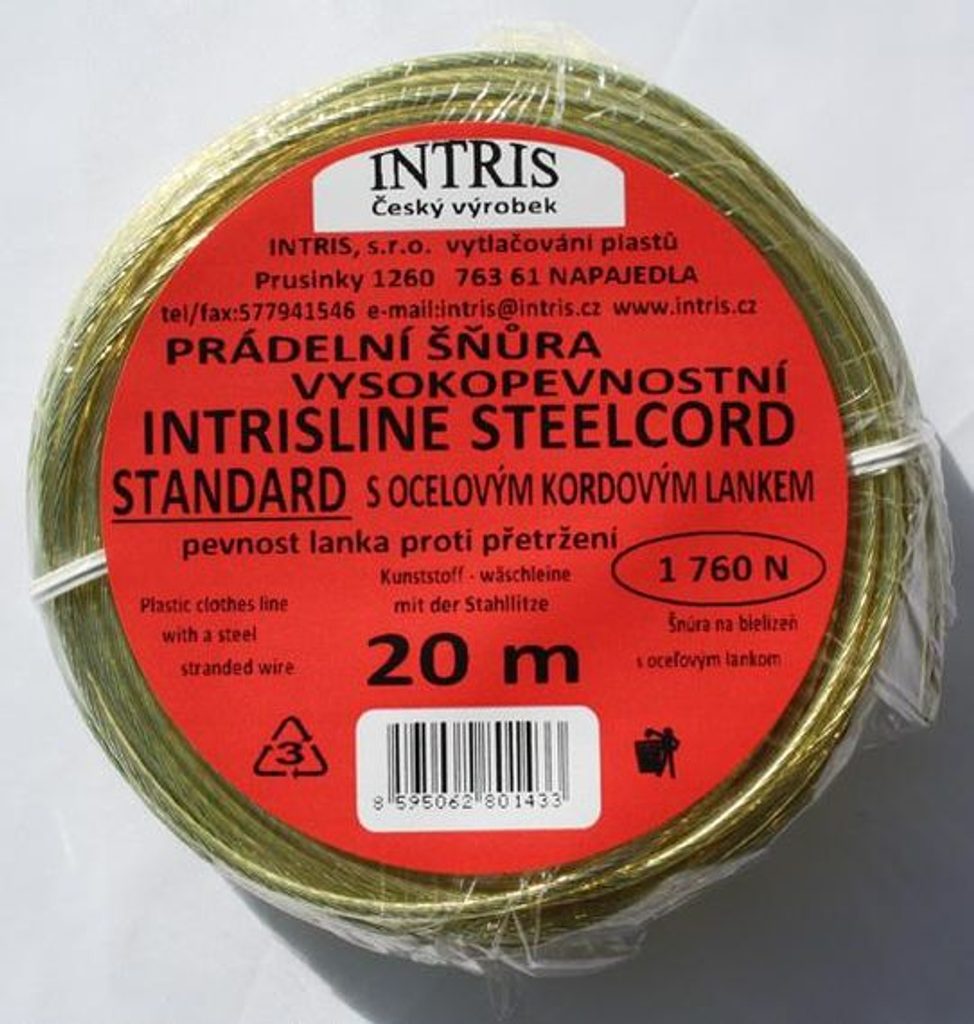 INTRIS
Český výrobek
INTRIS, s.r.o. vytlačování plastů
Prusinky 1260 763 61 NAPAJEDLA
tel/fax:577941546 e-mail:intris@intris.cz www.intris.cz
PRÁDELNÍ ŠŇŮRA
VYSOKOPEVNOSTNÍ
INTRISLINE STEELCORD
STANDARD S OCELOVÝM KORDOVÝM LANKEM
pevnost lanka proti přetržení
1 760 N
Kunststoff - wäschleine
mit der Stahllitze
Plastic clothes line
with a steel
stranded wire
Šnúra na bielizeň
s oceľovým lankom
20 m
3
8 595062 801433